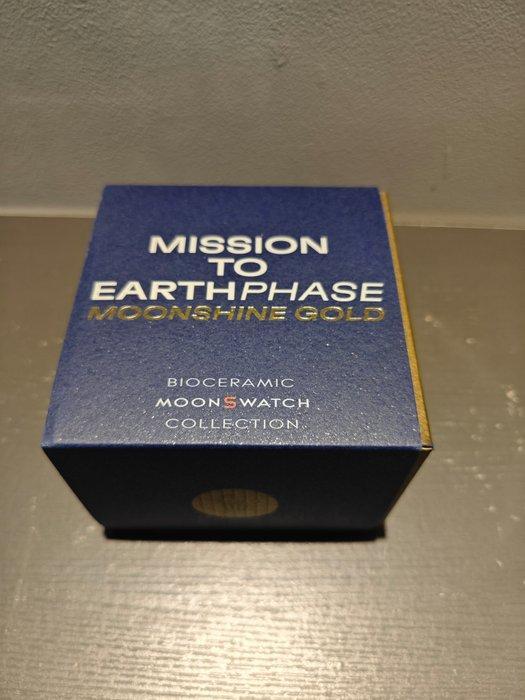 MISSION
TO
EARTHPHASE
MOONSHINE GOLD
BIOCERAMIC
MOONSWATCH
COLLECTION